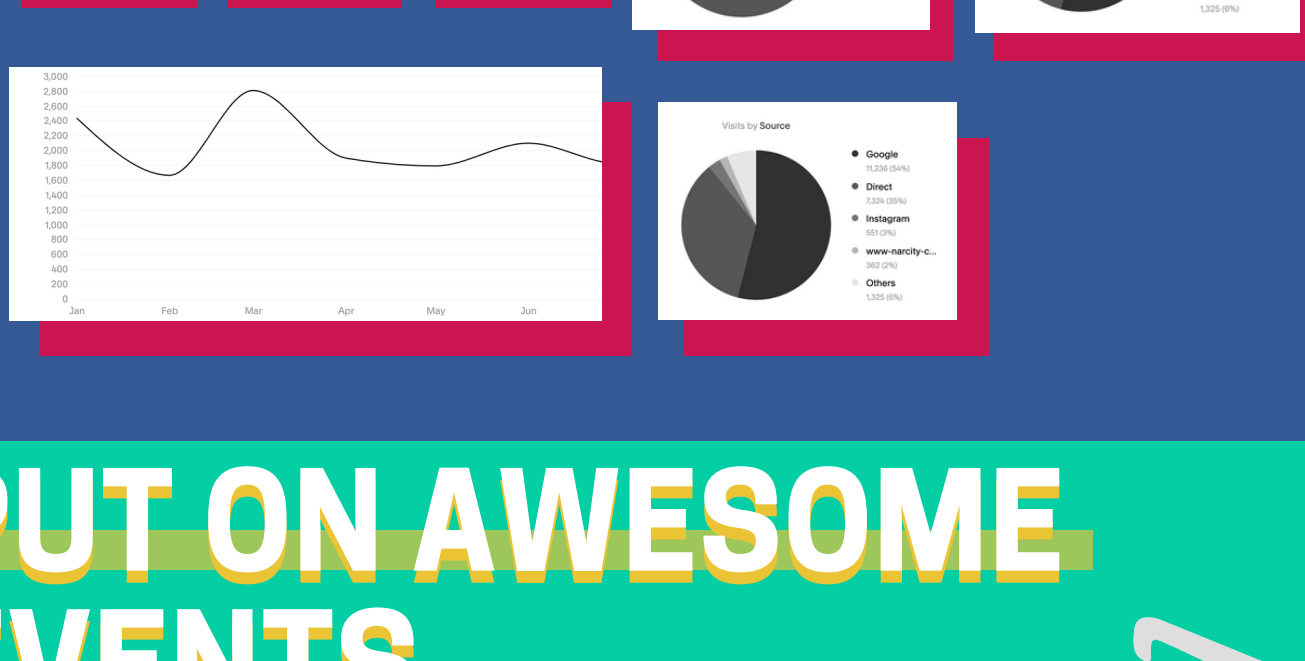 1,325 (6%)
3,000
2,800
2,600
2,400
2,200
2,000
1,800
1,600
1,400
1,200
1,000
800
600
400
200
0
Jan Feb Mar Apr May Jun
Visits by Source
Google
11,236 (54%)
Direct
7,324 (35%)
Instagram
551 (3%)
www-narcity-c...
362 (2%)
Others
1,325 (6%)
OUT ON AWESOME
EVENTS